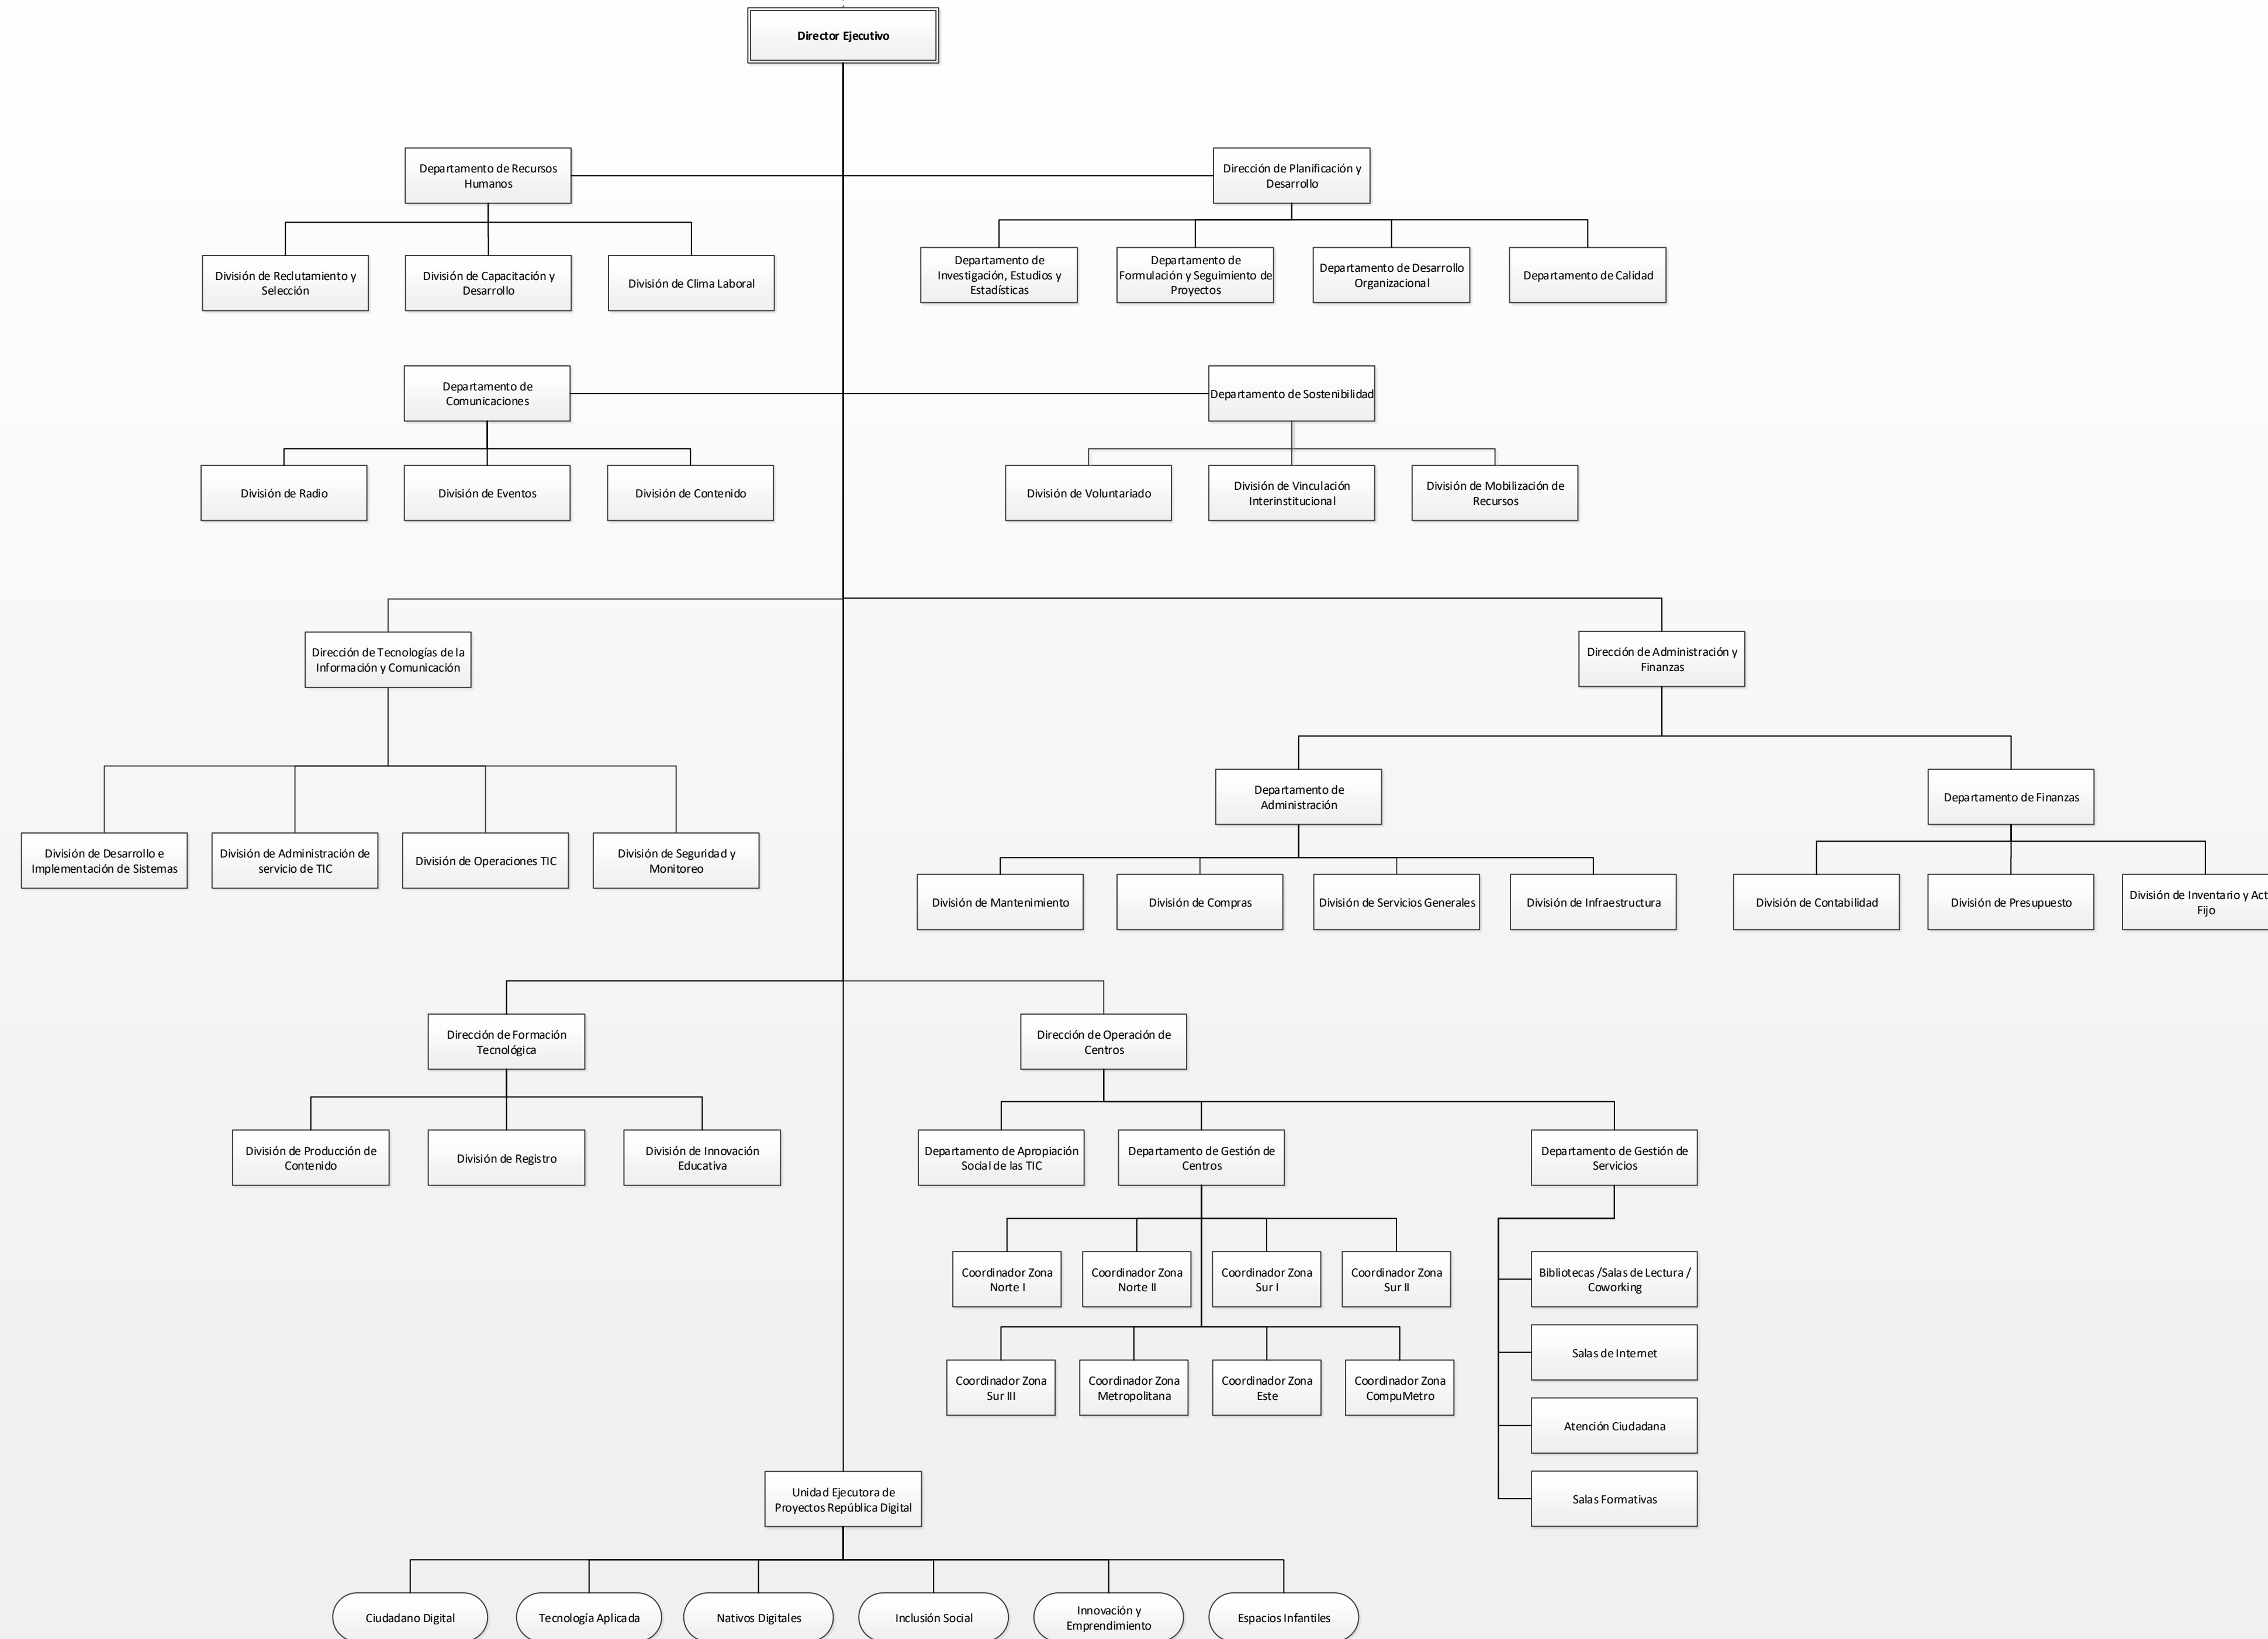 Director Ejecutivo
Departamento de Recursos
Humanos
Dirección de Planificación y
Desarrollo
División de Reclutamiento y
Selección
División de Capacitación y
Desarrollo
División de Clima Laboral
Departamento de
Investigación, Estudios y
Estadísticas
Departamento de
Formulación y Seguimiento de
Proyectos
Departamento de Desarrollo
Organizacional
Departamento de Calidad
Departamento de
Comunicaciones
Departamento de Sostenibilidad
División de Radio
División de Eventos
División de Contenido
División de Voluntariado
División de Vinculación
Interinstitucional
División de Mobilización de
Recursos
Dirección de Tecnologías de la
Información y Comunicación
Dirección de Administración y
Finanzas
Departamento de
Administración
Departamento de Finanzas
División de Desarrollo e
Implementación de Sistemas
División de Administración de
servicio de TIC
División de Operaciones TIC
División de Seguridad y
Monitoreo
División de Mantenimiento
División de Compras
División de Servicios Generales
División de Infraestructura
División de Contabilidad
División de Presupuesto
División de Inventario y Act
Fijo
Dirección de Formación
Tecnológica
Dirección de Operación de
Centros
División de Producción de
Contenido
División de Registro
División de Innovación
Educativa
Departamento de Apropiación
Social de las TIC
Departamento de Gestión de
Centros
Departamento de Gestión de
Servicios
Coordinador Zona
Norte I
Coordinador Zona
Norte II
Coordinador Zona
Sur I
Coordinador Zona
Sur II
Bibliotecas /Salas de Lectura /
Coworking
Salas de Internet
Coordinador Zona
Sur III
Coordinador Zona
Metropolitana
Coordinador Zona
Este
Coordinador Zona
CompuMetro
Atención Ciudadana
Salas Formativas
Unidad Ejecutora de
Proyectos República Digital
Ciudadano Digital
Tecnología Aplicada
Nativos Digitales
Inclusión Social
Innovación y
Emprendimiento
Espacios Infantiles